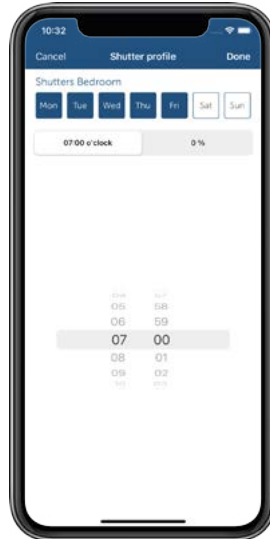 10:32
Cancel Shutter profile Done
Shutters Bedroom
Mon Tue Wed Thu Fri Sat Sun
07:00 o'clock 0 %
05 58
06 59
07 00
08 01
09 02